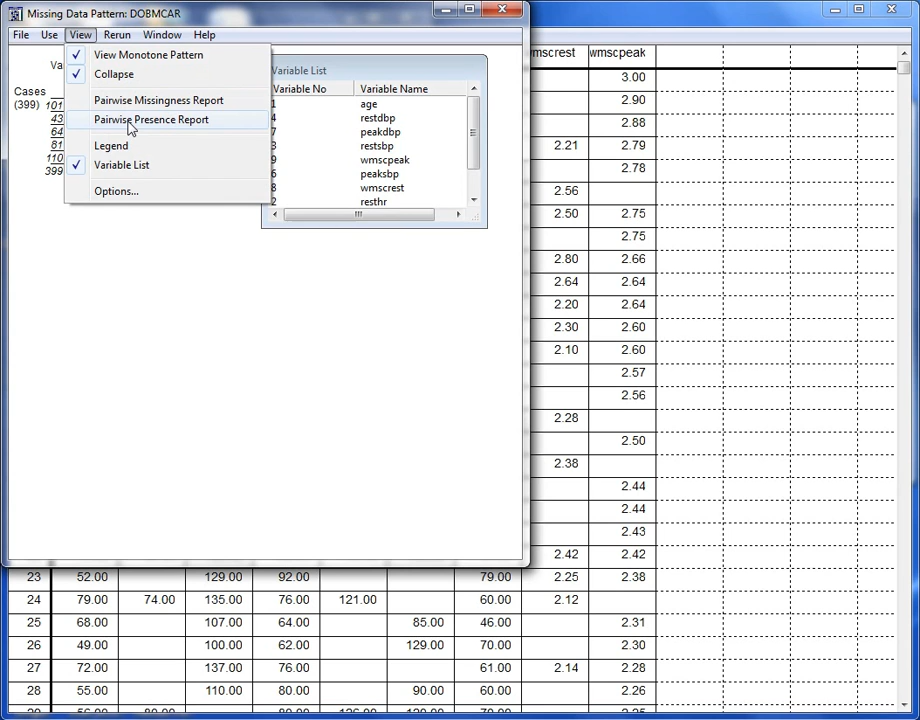 Missing Data Pattern: DOBMCAR
File Use View Rerun Window Help
View Monotone Pattern
Collapse
Pairwise Missingness Report
Pairwise Presence Report
Legend
Variable List
Options...
Cases
(399) 101
43
64
81
110
399
Variable List
Variable No Variable Name
1 age
4 restdbp
7 peakdbp
3 restsbp
9 wmscpeak
6 peaksbp
8 wmscrest
2 resthr
wmscpeak
3.00
2.90
2.88
2.21 2.79
2.78
2.56
2.50 2.75
2.75
2.80 2.66
2.64 2.64
2.20 2.64
2.30 2.60
2.10 2.60
2.57
2.56
2.28
2.50
2.38
2.44
2.44
2.43
2.42 2.42
23 52.00 129.00 92.00 79.00 2.25 2.38
24 79.00 74.00 135.00 76.00 121.00 60.00 2.12
25 68.00 107.00 64.00 85.00 46.00 2.31
26 49.00 100.00 62.00 129.00 70.00 2.30
27 72.00 137.00 76.00 61.00 2.14 2.28
28 55.00 110.00 80.00 90.00 60.00 2.26